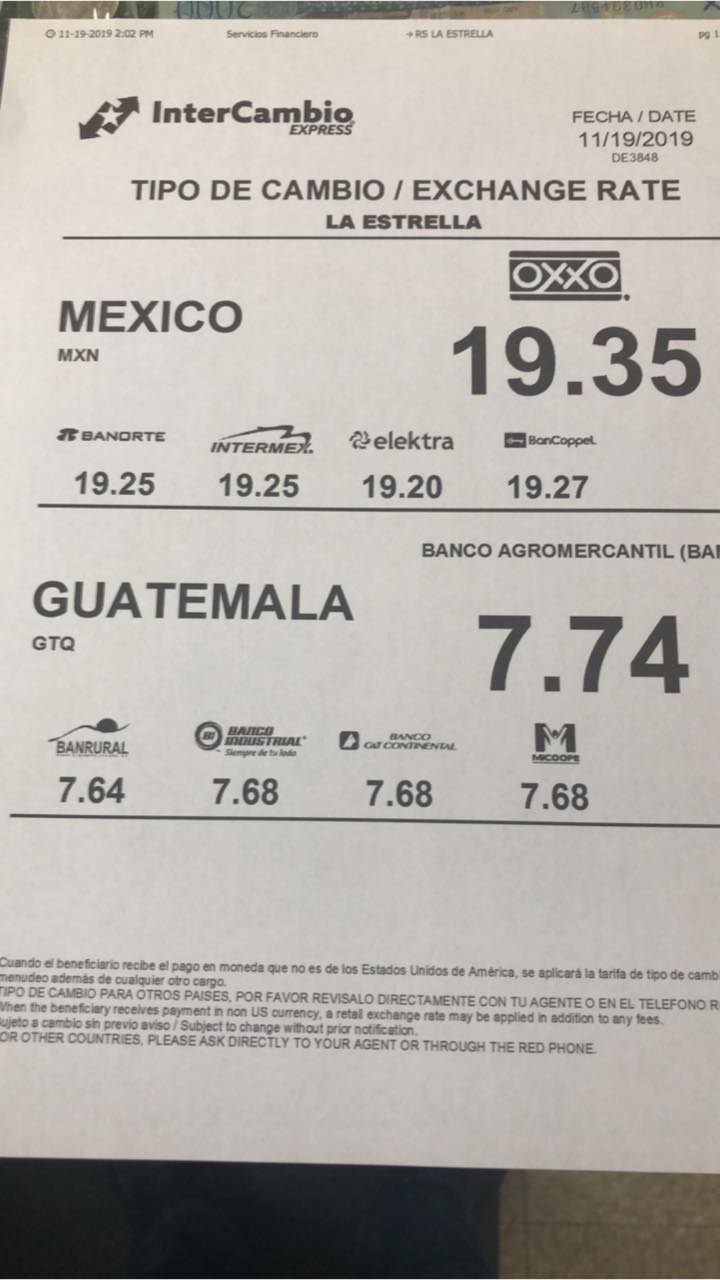 11-19-2019 2:02 PM Servicios Financiero RS LA ESTRELLA pg 1
InterCambio
EXPRESS
FECHA / DATE
11/19/2019
DE3848
TIPO DE CAMBIO / EXCHANGE RATE
LA ESTRELLA
OXXO
MEXICO
MXN
19.35
BANORTE INTERMEX. elektra BanCoppel
19.25 19.25 19.20 19.27
BANCO AGROMERCANTIL (BA
GUATEMALA
GTQ
7.74
BANRURAL BANCO INDUSTRIAL BANCO G&T CONTINENTAL MICOOPE
Siempre de tu lado
7.64 7.68 7.68 7.68
Cuando el beneficiario recibe el pago en moneda que no es de los Estados Unidos de América, se aplicará la tarifa de tipo de camb
menudeo además de cualquier otro cargo.
TIPO DE CAMBIO PARA OTROS PAISES, POR FAVOR REVISALO DIRECTAMENTE CON TU AGENTE O EN EL TELEFONO R
When the beneficiary receives payment in non US currency, a retail exchange rate may be applied in addition to any fees.
ujeto a cambio sin previo aviso / Subject to change without prior notification.
OR OTHER COUNTRIES, PLEASE ASK DIRECTLY TO YOUR AGENT OR THROUGH THE RED PHONE.